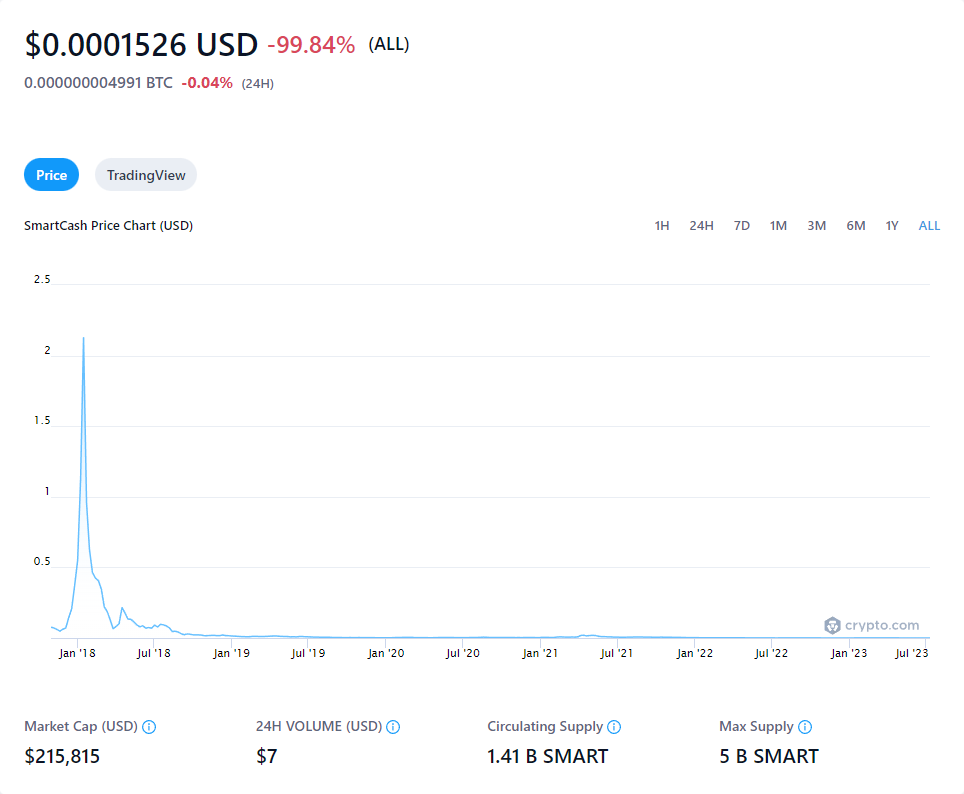 $0.0001526 USD -99.84% (ALL)
0.000000004991 BTC -0.04% (24H)
Price TradingView
SmartCash Price Chart (USD) 1H 24H 7D 1M 3M 6M 1Y ALL
2.5
2
1.5
1
0.5
crypto.com
Jan '18 Jul '18 Jan '19 Jul '19 Jan '20 Jul '20 Jan '21 Jul '21 Jan '22 Jul '22 Jan '23 Jul '23
Market Cap (USD) 24H VOLUME (USD) Circulating Supply Max Supply
$215,815 $7 1.41 B SMART 5 B SMART